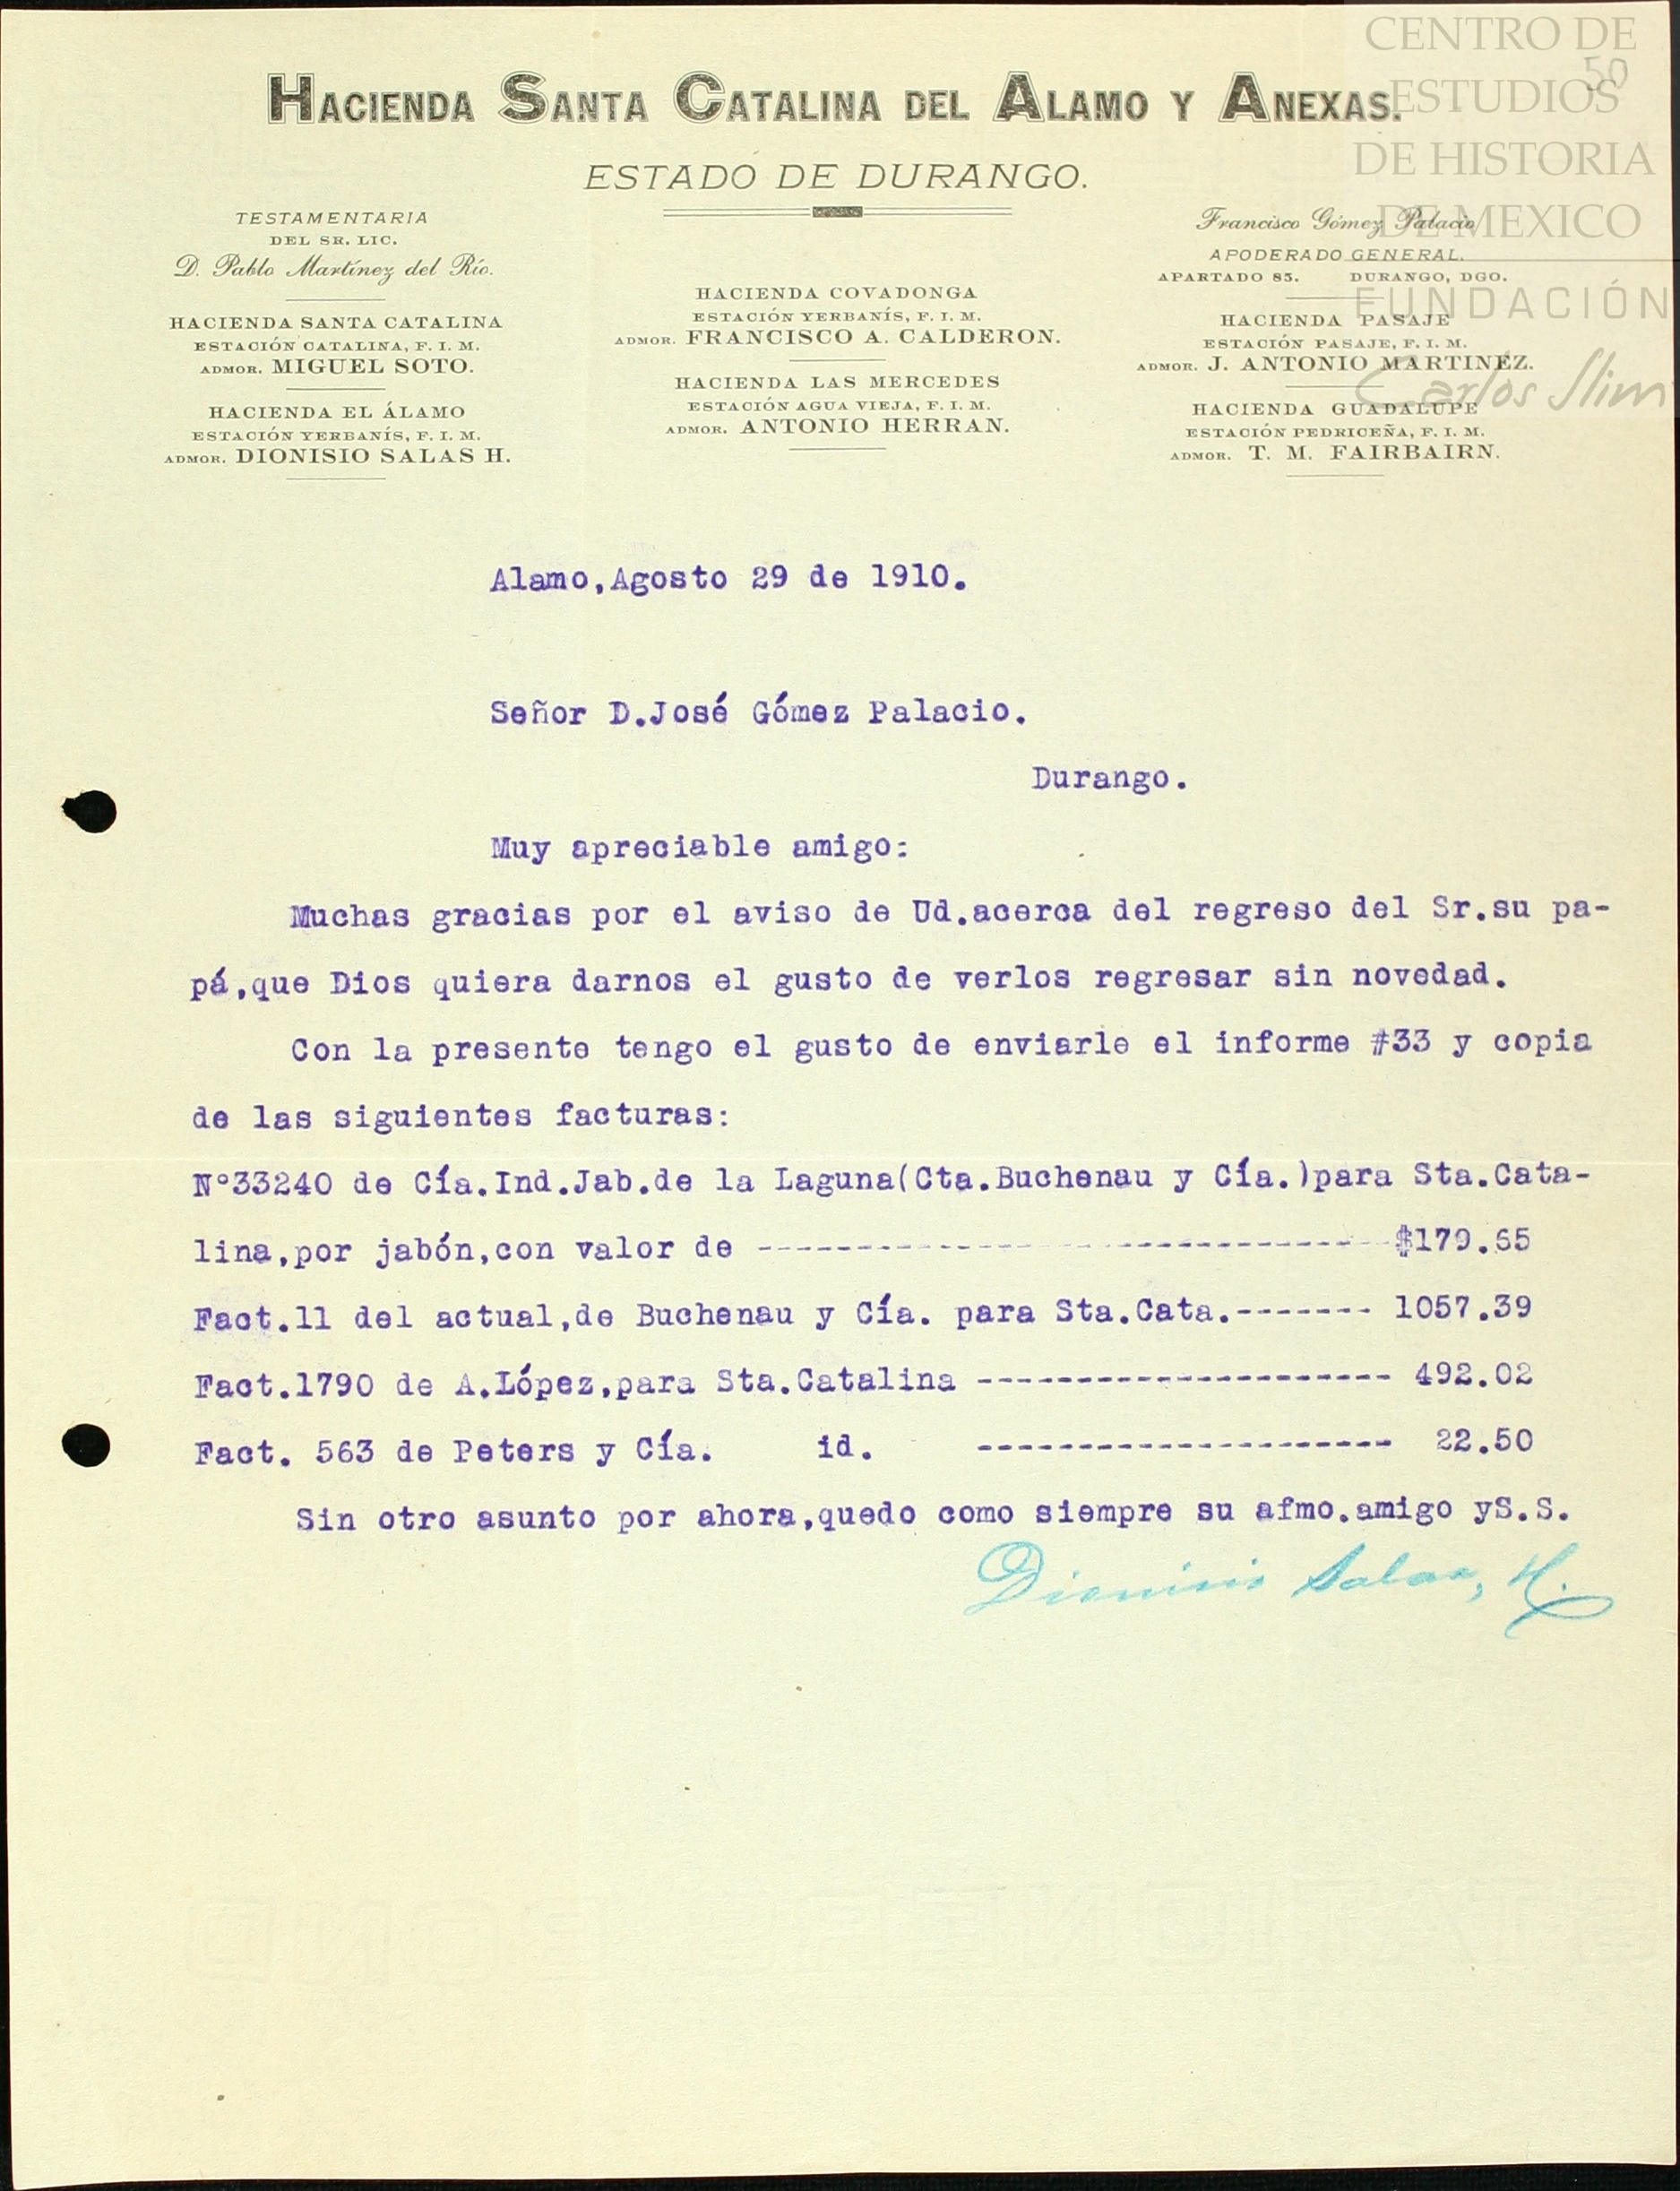 CENTRO DE
50
ESTUDIOS
DE HISTORIA
DE MEXICO
FUNDACIÓN
Carlos Slim
HACIENDA SANTA CATALINA DEL ALAMO Y ANEXAS.
ESTADO DE DURANGO.
TESTAMENTARIA
DEL SR. LIC.
D. Pablo Martínez del Río.
HACIENDA SANTA CATALINA
ESTACIÓN CATALINA, F. I. M.
ADMOR. MIGUEL SOTO.
HACIENDA EL ÁLAMO
ESTACIÓN YERBANÍS, F. I. M.
ADMOR. DIONISIO SALAS H.
HACIENDA COVADONGA
ESTACIÓN YERBANÍS, F. I. M.
ADMOR. FRANCISCO A. CALDERON.
HACIENDA LAS MERCEDES
ESTACIÓN AGUA VIEJA, F. I. M.
ADMOR. ANTONIO HERRAN.
Francisco Gómez Palacio
APODERADO GENERAL.
APARTADO 85. DURANGO, DGO.
HACIENDA PASAJE
ESTACIÓN PASAJE, F. I. M.
ADMOR. J. ANTONIO MARTINEZ.
HACIENDA GUADALUPE
ESTACIÓN PEDRICEÑA, F. I. M.
ADMOR. T. M. FAIRBAIRN.
Alamo,Agosto 29 de 1910.
Señor D.José Gómez Palacio.
Durango.
Muy apreciable amigo:
Muchas gracias por el aviso de Ud.acerca del regreso del Sr.su pa-
pá,que Dios quiera darnos el gusto de verlos regresar sin novedad.
Con la presente tengo el gusto de enviarle el informe #33 y copia
de las siguientes facturas:
N°33240 de Cía.Ind.Jab.de la Laguna(Cta.Buchenau y Cía.)para Sta.Cata-
lina,por jabón,con valor de -------------------------------$179.65
Fact.11 del actual,de Buchenau y Cía. para Sta.Cata.------- 1057.39
Fact.1790 de A.López,para Sta.Catalina --------------------- 492.02
Fact. 563 de Peters y Cía. id. --------------------- 22.50
Sin otro asunto por ahora,quedo como siempre su afmo.amigo yS.S.
Dionisio Salas, H.